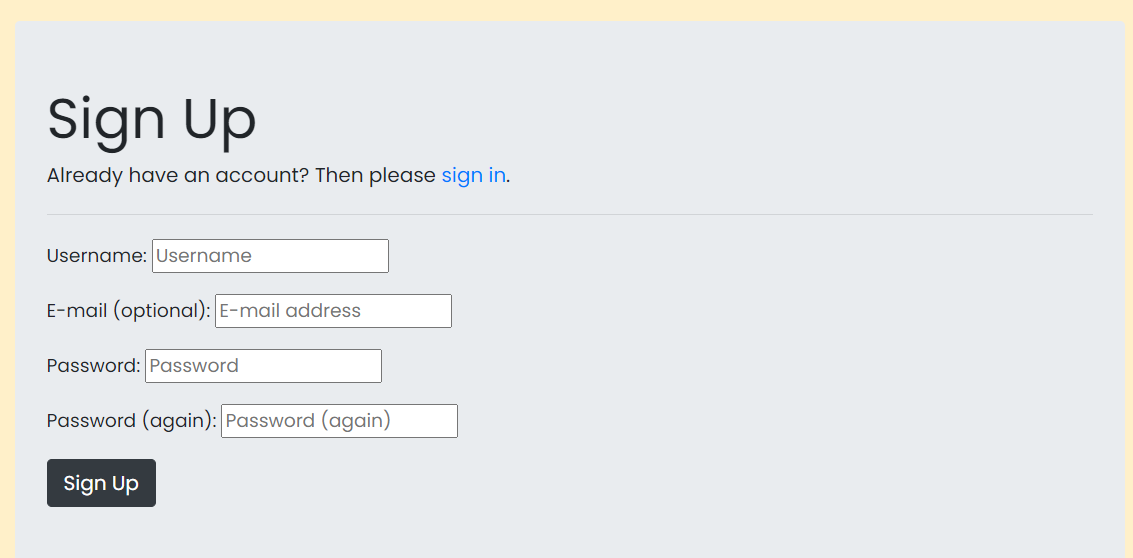 Sign Up
Already have an account? Then please sign in.
Username: Username
E-mail (optional): E-mail address
Password: Password
Password (again): Password (again)
Sign Up